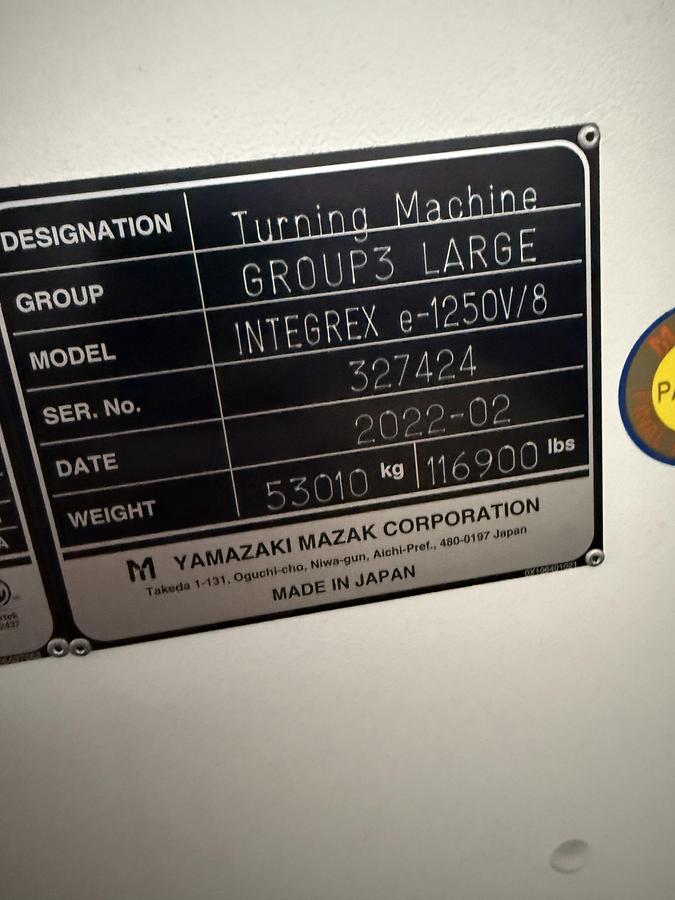 DESIGNATION Turning Machine
GROUP GROUP3 LARGE
MODEL INTEGREX e-1250V/8
SER. No. 327424
DATE 2022-02
WEIGHT 53010 kg 116900 lbs
YAMAZAKI MAZAK CORPORATION
Takeda 1-131, Oguchi-cho, Niwa-gun, Aichi-Pref., 480-0197 Japan
MADE IN JAPAN
PA